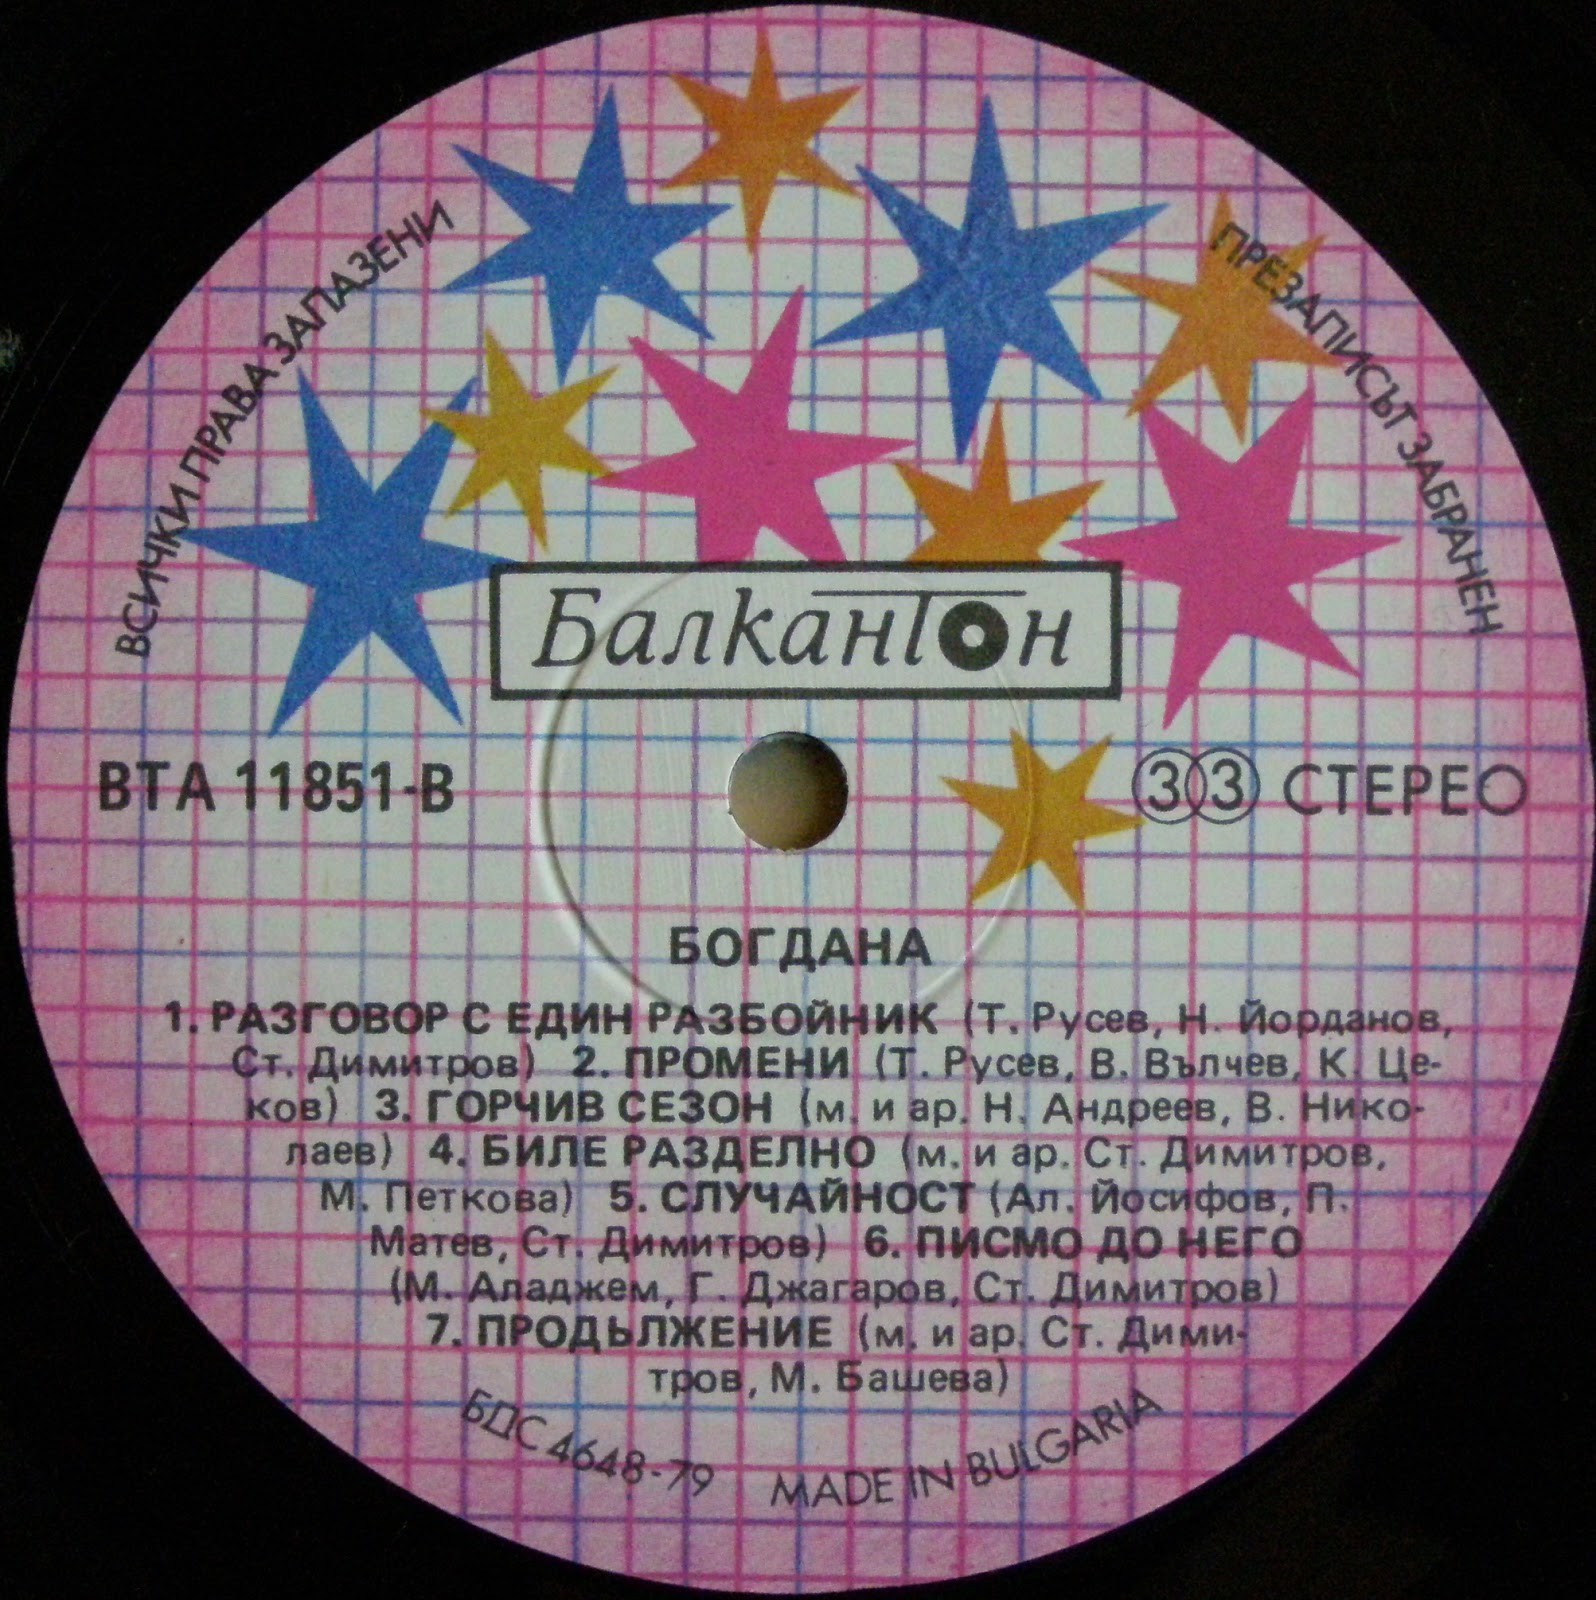 ВСИЧКИ ПРАВА ЗАПАЗЕНИ
ПРЕЗАПИСЪТ ЗАБРАНЕН
Балкантон
ВТА 11851-В
33 СТЕРЕО
БОГДАНА
1. РАЗГОВОР С ЕДИН РАЗБОЙНИК (Т. Русев, Н. Йорданов,
Ст. Димитров) 2. ПРОМЕНИ (Т. Русев, В. Вълчев, К. Це-
ков) 3. ГОРЧИВ СЕЗОН (м. и ар. Н. Андреев, В. Нико-
лаев) 4. БИЛЕ РАЗДЕЛНО (м. и ар. Ст. Димитров,
М. Петкова) 5. СЛУЧАЙНОСТ (Ал. Йосифов, П.
Матев, Ст. Димитров) 6. ПИСМО ДО НЕГО
(М. Аладжем, Г. Джагаров, Ст. Димитров)
7. ПРОДЬЛЖЕНИЕ (м. и ар. Ст. Дими-
тров, М. Башева)
БДС 4648-79
MADE IN BULGARIA